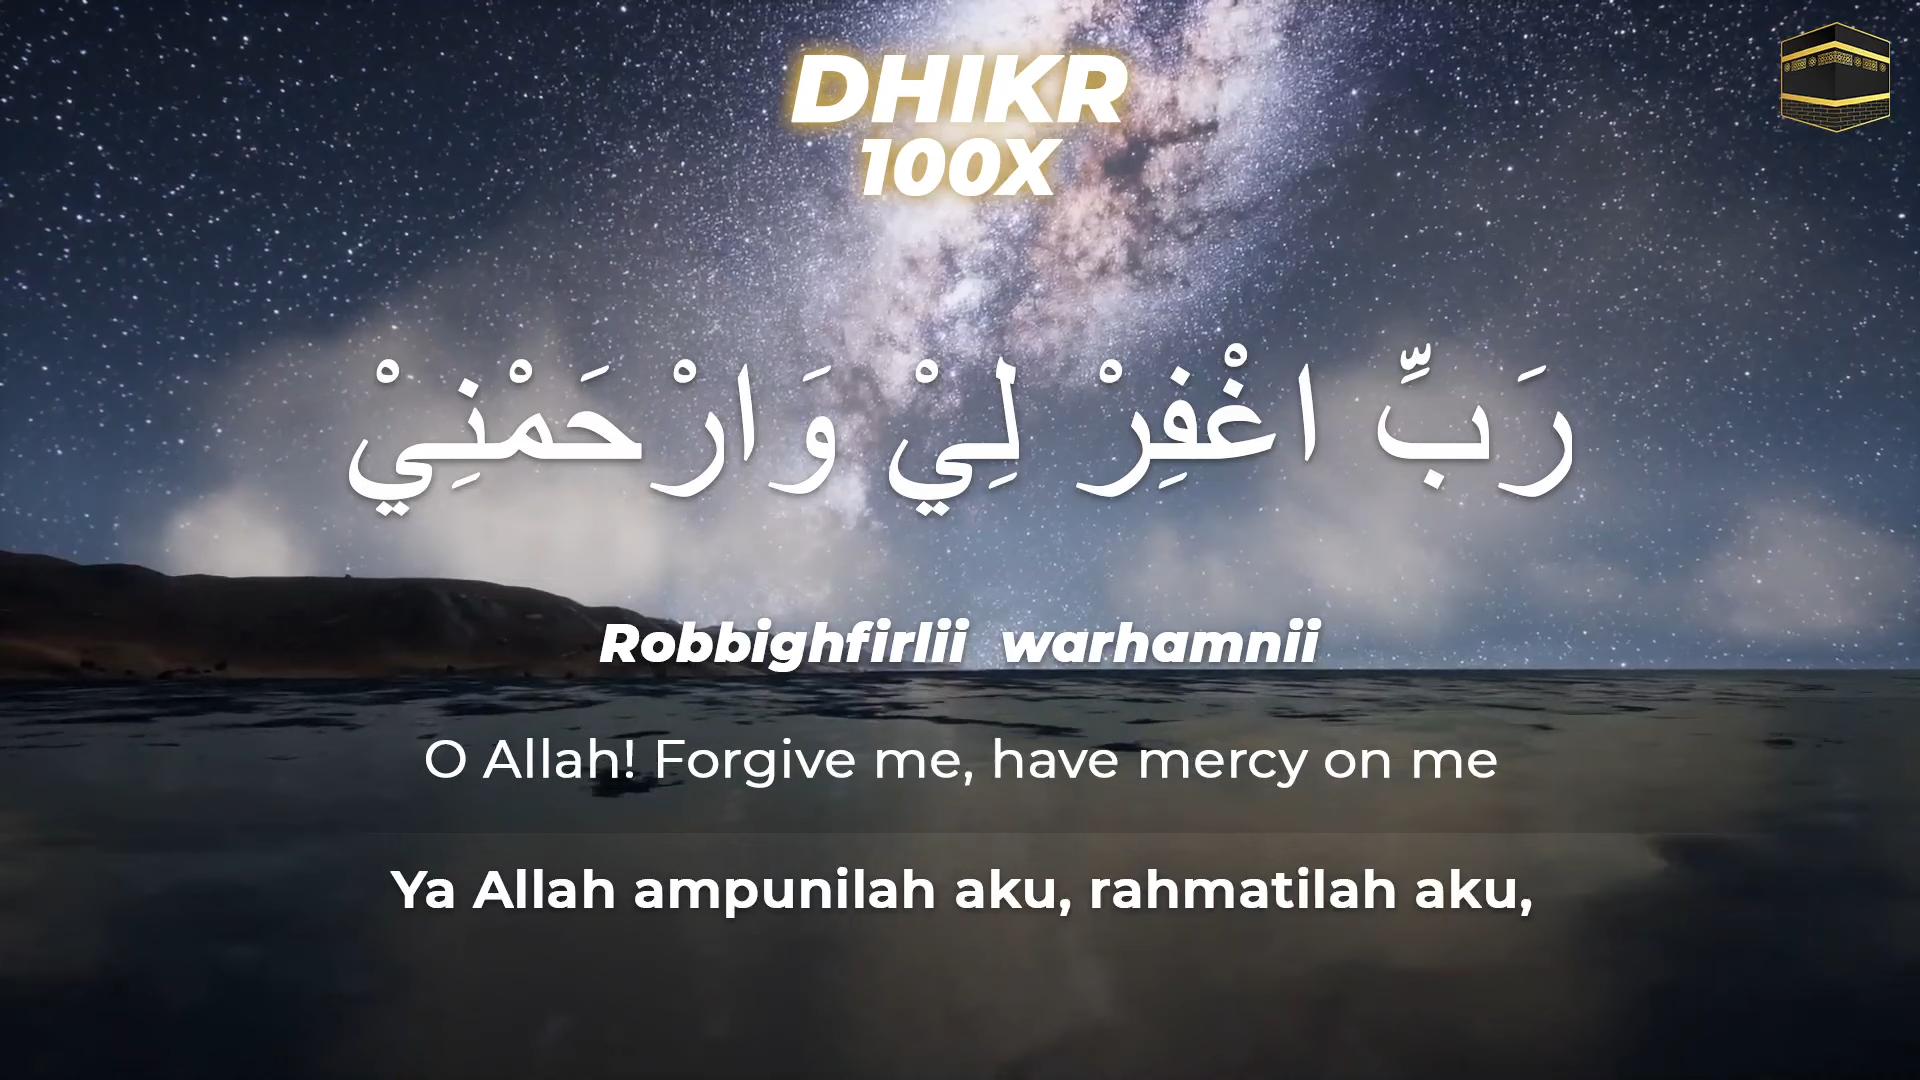 DHIKR
100X
رَبِّ اغْفِرْ لِيْ وَارْحَمْنِيْ
Robbighfirlii warhamnii
O Allah! Forgive me, have mercy on me
Ya Allah ampunilah aku, rahmatilah aku,